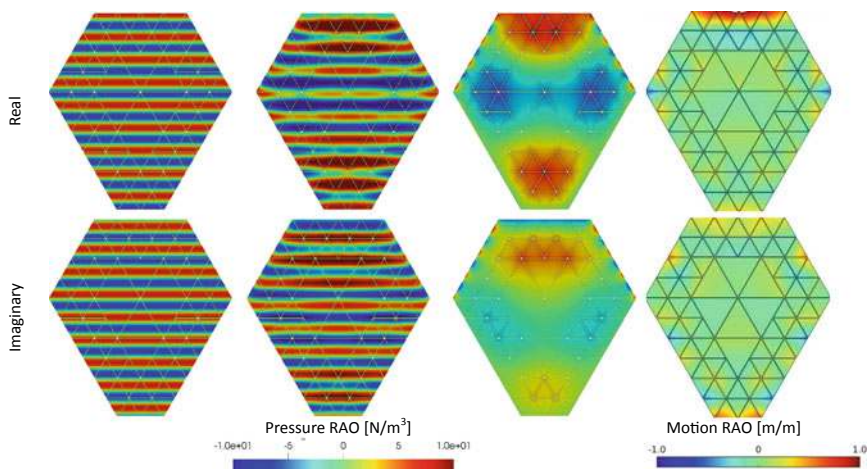 Real
Imaginary
Pressure RAO [N/m³]
-1.0e+01 -5 0 5 1.0e+01
Motion RAO [m/m]
-1.0 0 1.0